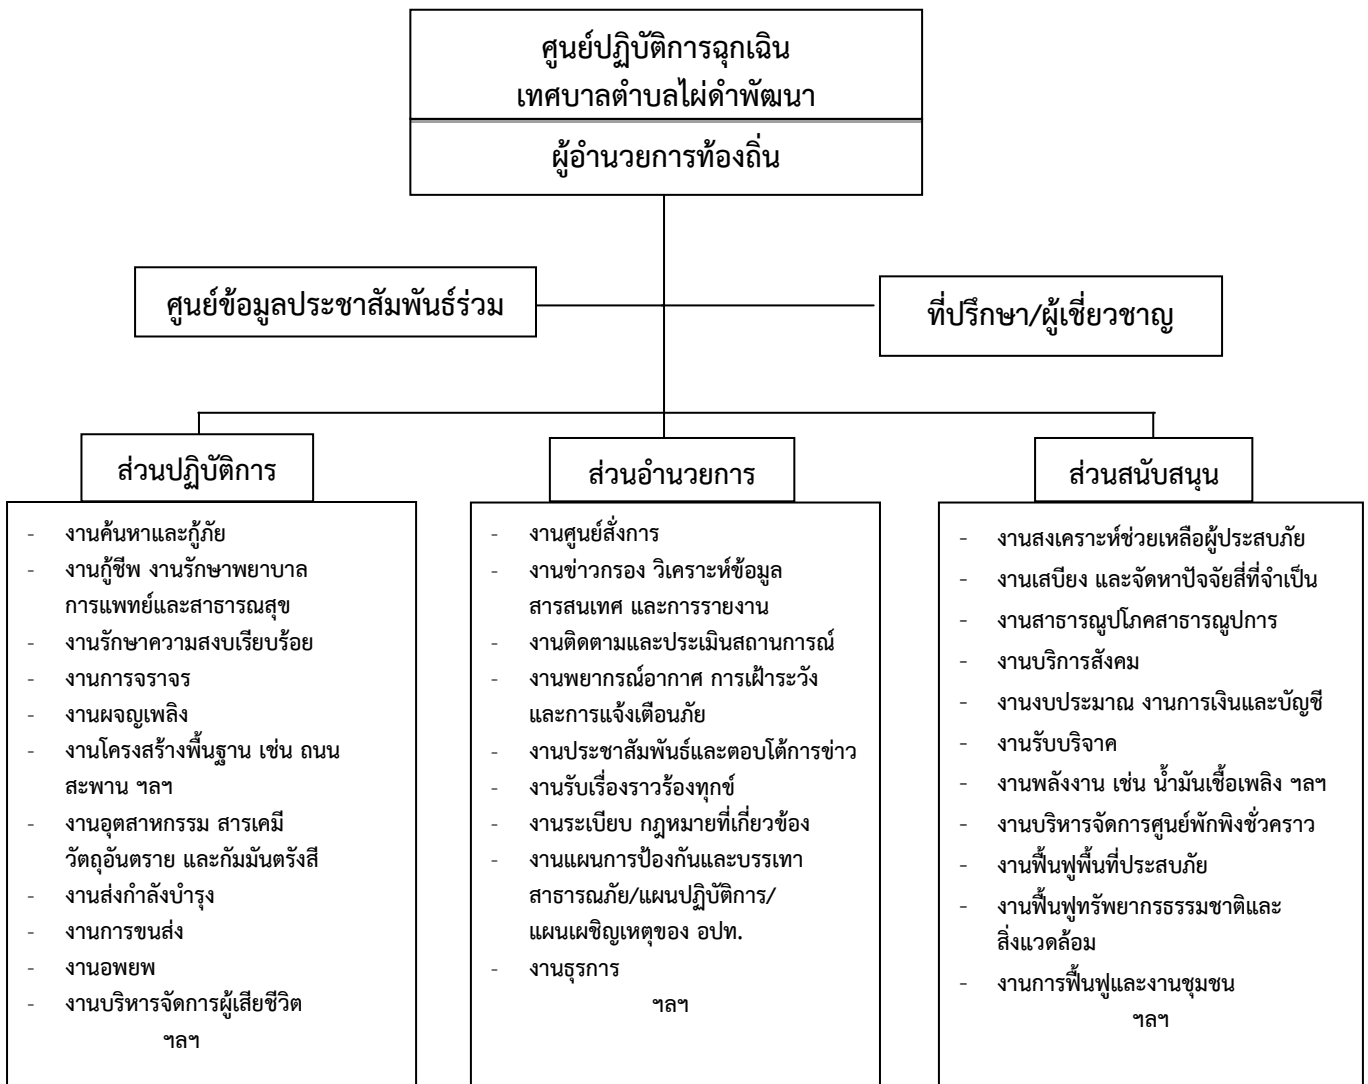 ศูนย์ปฏิบัติการฉุกเฉิน
เทศบาลตำบลไผ่ดำพัฒนา
ผู้อำนวยการท้องถิ่น
ศูนย์ข้อมูลประชาสัมพันธ์ร่วม
ที่ปรึกษา/ผู้เชี่ยวชาญ
ส่วนปฏิบัติการ
- งานค้นหาและกู้ภัย
- งานกู้ชีพ งานรักษาพยาบาล
การแพทย์และสาธารณสุข
- งานรักษาความสงบเรียบร้อย
- งานการจราจร
- งานผจญเพลิง
- งานโครงสร้างพื้นฐาน เช่น ถนน
สะพาน ฯลฯ
- งานอุตสาหกรรม สารเคมี
วัตถุอันตราย และกัมมันตรังสี
- งานส่งกำลังบำรุง
- งานการขนส่ง
- งานอพยพ
- งานบริหารจัดการผู้เสียชีวิต
ฯลฯ
ส่วนอำนวยการ
- งานศูนย์สั่งการ
- งานข่าวกรอง วิเคราะห์ข้อมูล
สารสนเทศ และการรายงาน
- งานติดตามและประเมินสถานการณ์
- งานพยากรณ์อากาศ การเฝ้าระวัง
และการแจ้งเตือนภัย
- งานประชาสัมพันธ์และตอบโต้การข่าว
- งานรับเรื่องราวร้องทุกข์
- งานระเบียบ กฎหมายที่เกี่ยวข้อง
- งานแผนการป้องกันและบรรเทา
สาธารณภัย/แผนปฏิบัติการ/
แผนเผชิญเหตุของ อปท.
- งานธุรการ
ฯลฯ
ส่วนสนับสนุน
- งานสงเคราะห์ช่วยเหลือผู้ประสบภัย
- งานเสบียง และจัดหาปัจจัยสี่ที่จำเป็น
- งานสาธารณูปโภคสาธารณูปการ
- งานบริการสังคม
- งานงบประมาณ งานการเงินและบัญชี
- งานรับบริจาค
- งานพลังงาน เช่น น้ำมันเชื้อเพลิง ฯลฯ
- งานบริหารจัดการศูนย์พักพิงชั่วคราว
- งานฟื้นฟูพื้นที่ประสบภัย
- งานฟื้นฟูทรัพยากรธรรมชาติและ
สิ่งแวดล้อม
- งานการฟื้นฟูและงานชุมชน
ฯลฯ